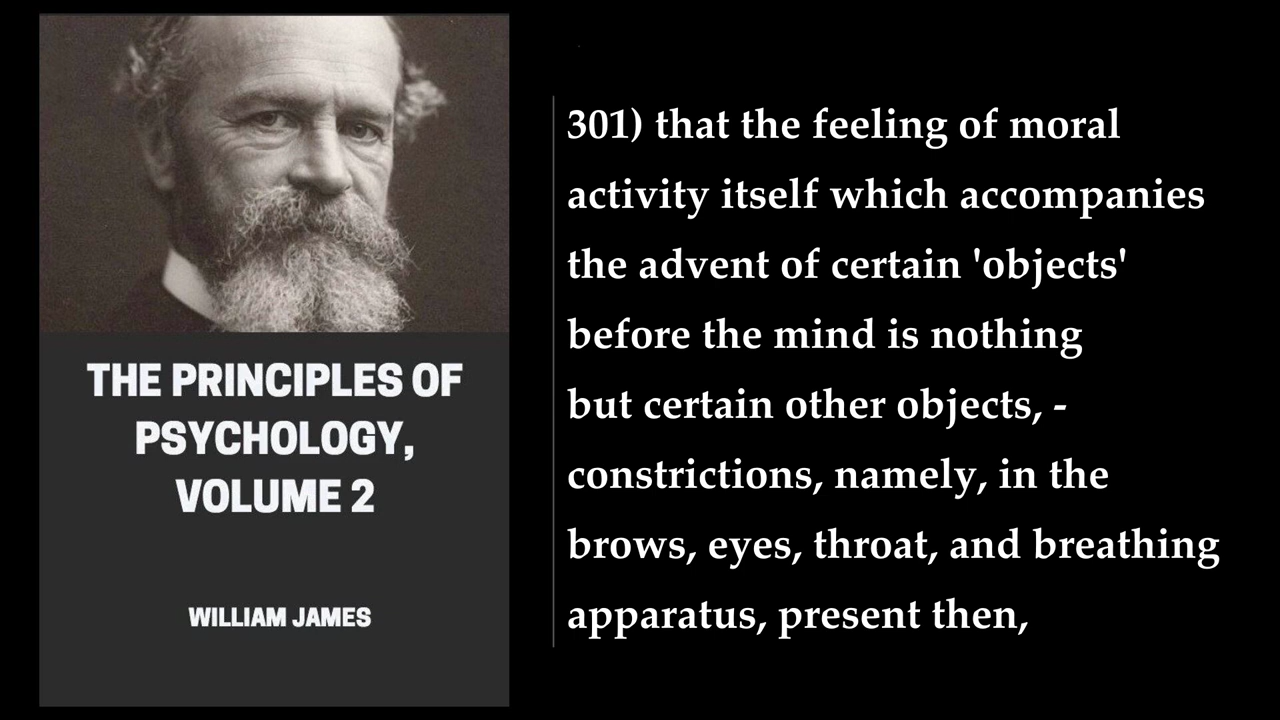 THE PRINCIPLES OF
PSYCHOLOGY,
VOLUME 2
WILLIAM JAMES
301) that the feeling of moral
activity itself which accompanies
the advent of certain 'objects'
before the mind is nothing
but certain other objects, -
constrictions, namely, in the
brows, eyes, throat, and breathing
apparatus, present then,